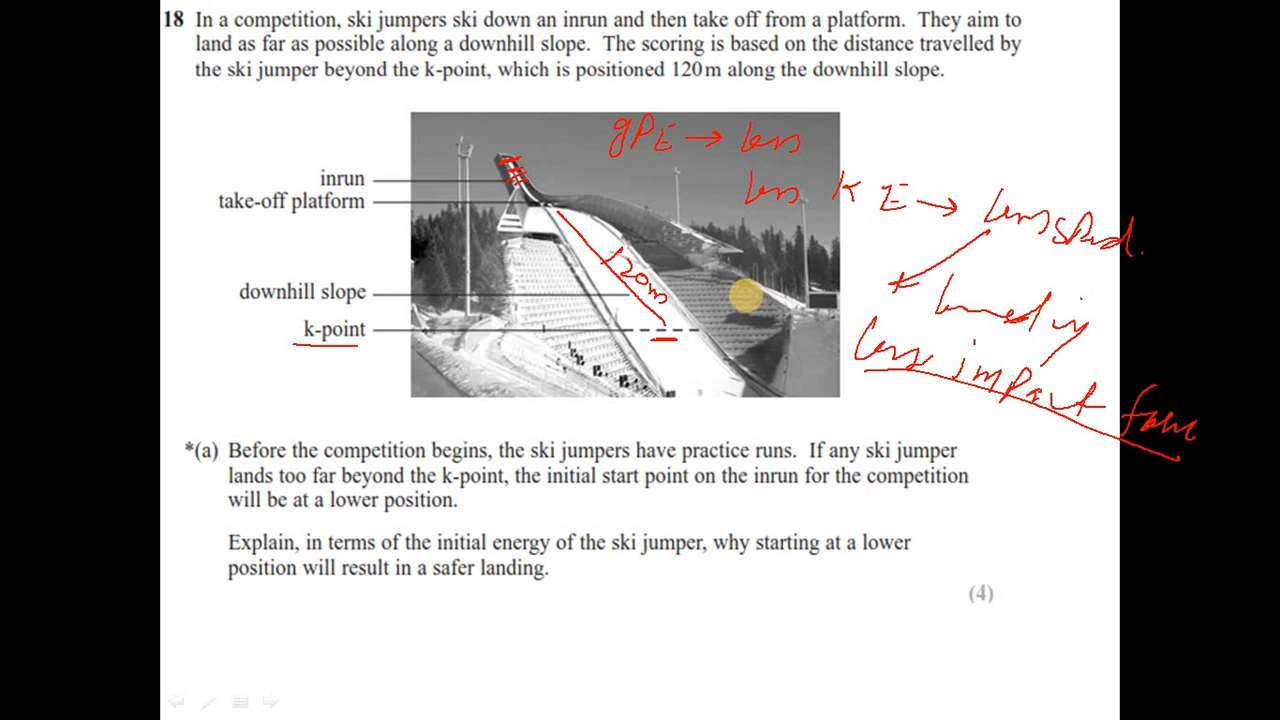 18 In a competition, ski jumpers ski down an inrun and then take off from a platform. They aim to
land as far as possible along a downhill slope. The scoring is based on the distance travelled by
the ski jumper beyond the k-point, which is positioned 120 m along the downhill slope.
gPE → less
less KE → less speed.
inrun
take-off platform
120m
downhill slope
k-point
less impact force
*(a) Before the competition begins, the ski jumpers have practice runs. If any ski jumper
lands too far beyond the k-point, the initial start point on the inrun for the competition
will be at a lower position.
Explain, in terms of the initial energy of the ski jumper, why starting at a lower
position will result in a safer landing.
(4)